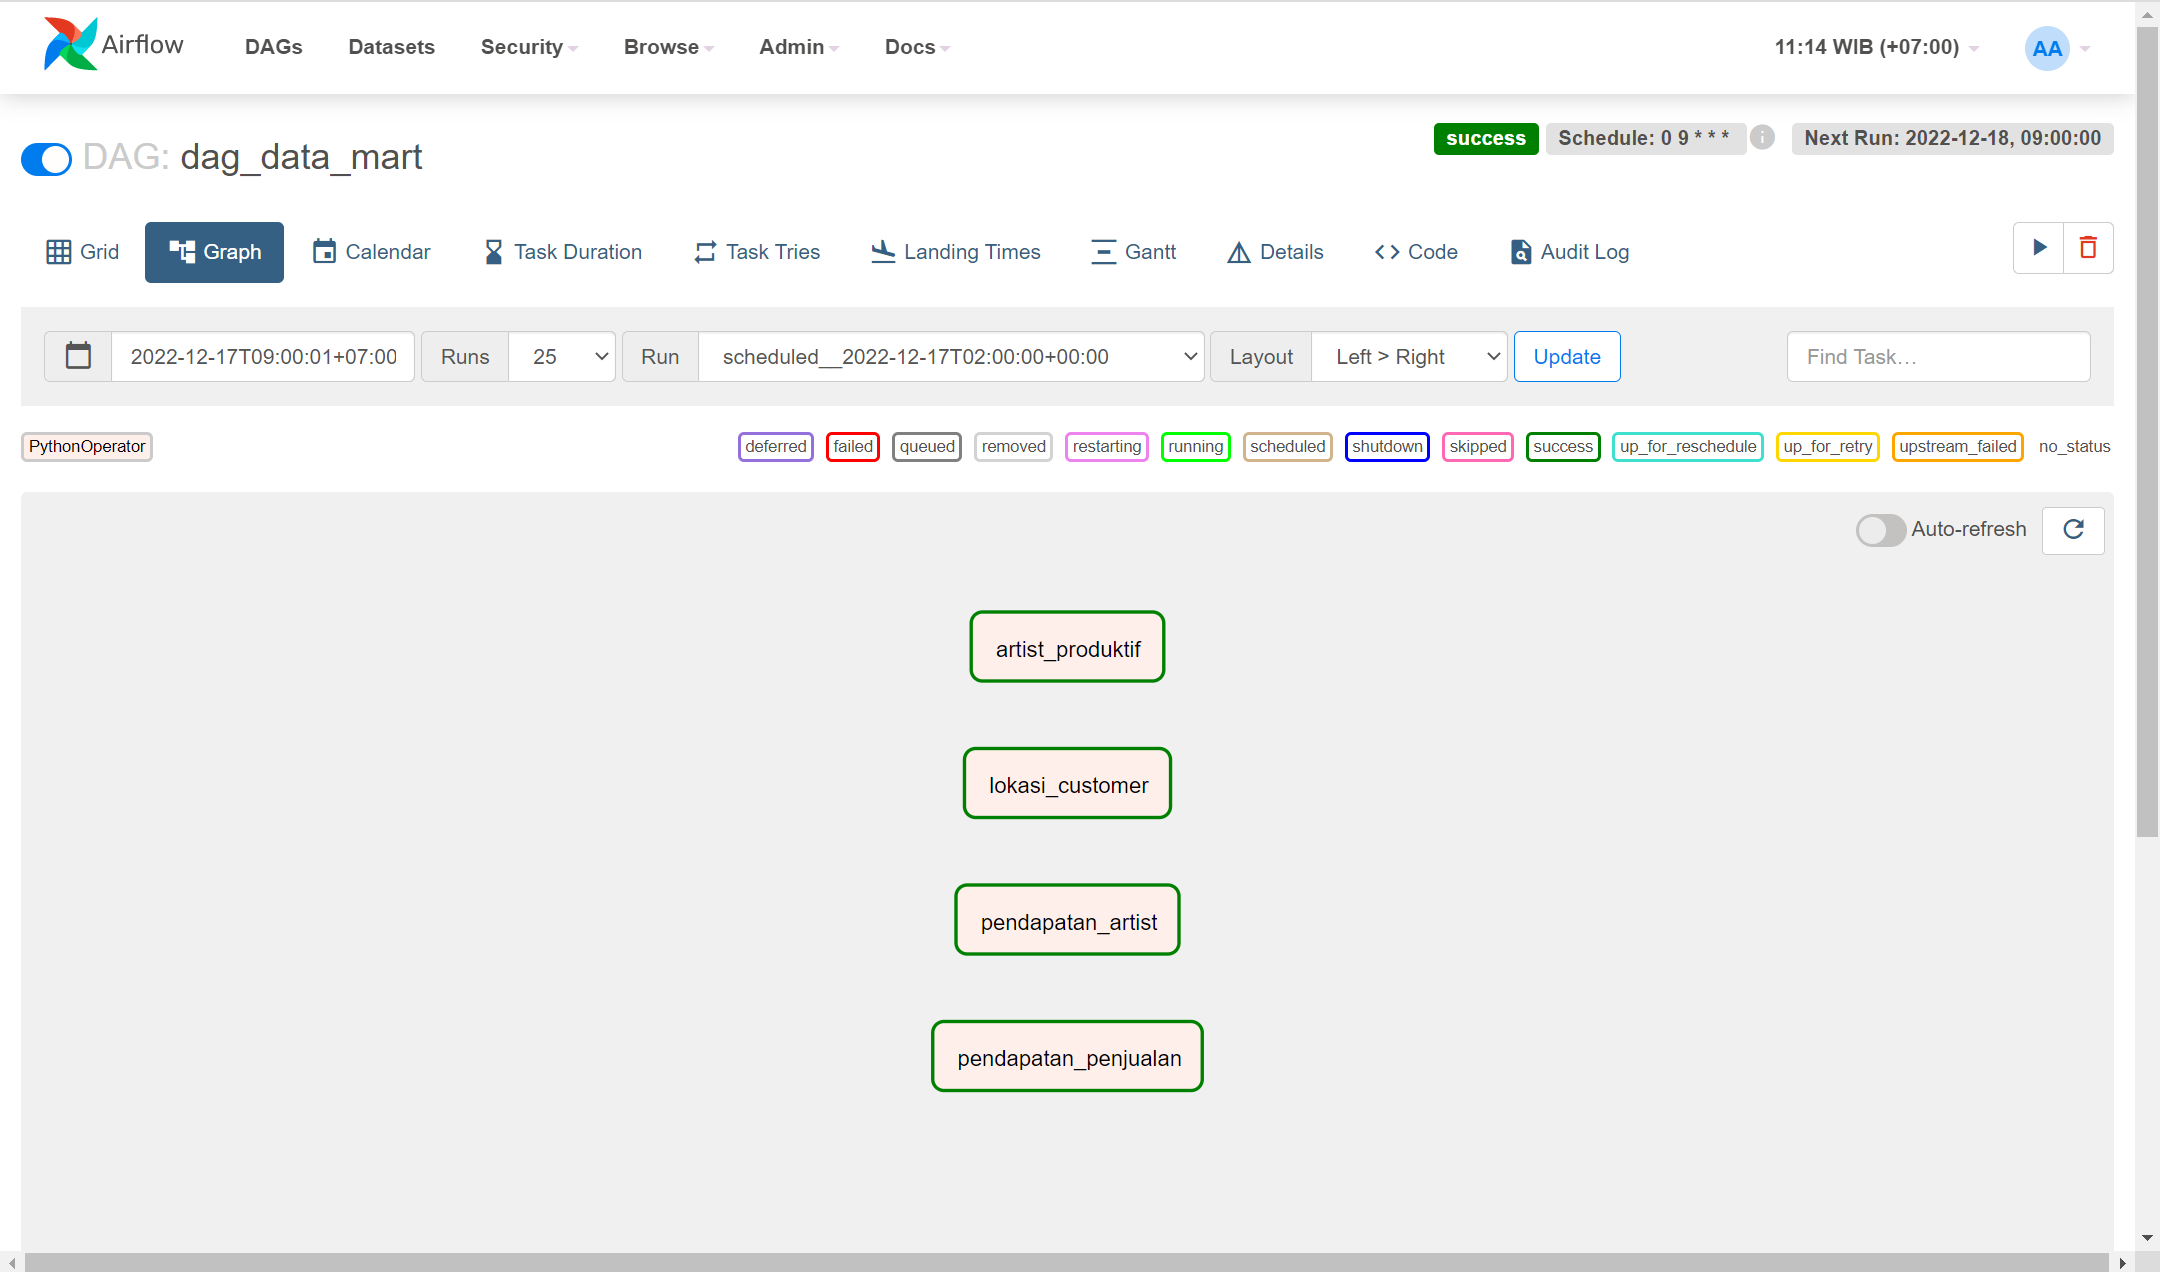 Airflow DAGs Datasets Security Browse Admin Docs 11:14 WIB (+07:00) AA
DAG: dag_data_mart success Schedule: 0 9 * * * i Next Run: 2022-12-18, 09:00:00
Grid Graph Calendar Task Duration Task Tries Landing Times Gantt Details Code Audit Log
2022-12-17T09:00:01+07:00 Runs 25 Run scheduled__2022-12-17T02:00:00+00:00 Layout Left > Right Update Find Task…
PythonOperator deferred failed queued removed restarting running scheduled shutdown skipped success up_for_reschedule up_for_retry upstream_failed no_status
Auto-refresh
artist_produktif
lokasi_customer
pendapatan_artist
pendapatan_penjualan